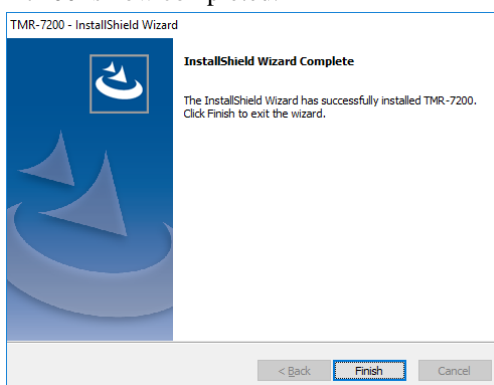 TMR-7200 - InstallShield Wizard
InstallShield Wizard Complete
The InstallShield Wizard has successfully installed TMR-7200.
Click Finish to exit the wizard.
< Back
Finish
Cancel